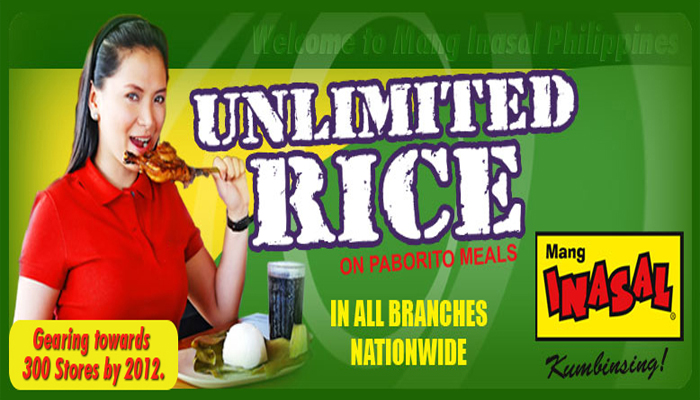 Welcome to Mang Inasal Philippines
UNLIMITED
RICE
ON PABORITO MEALS
IN ALL BRANCHES
NATIONWIDE
Mang
INASAL®
Kumbinsing!
Gearing towards
300 Stores by 2012.